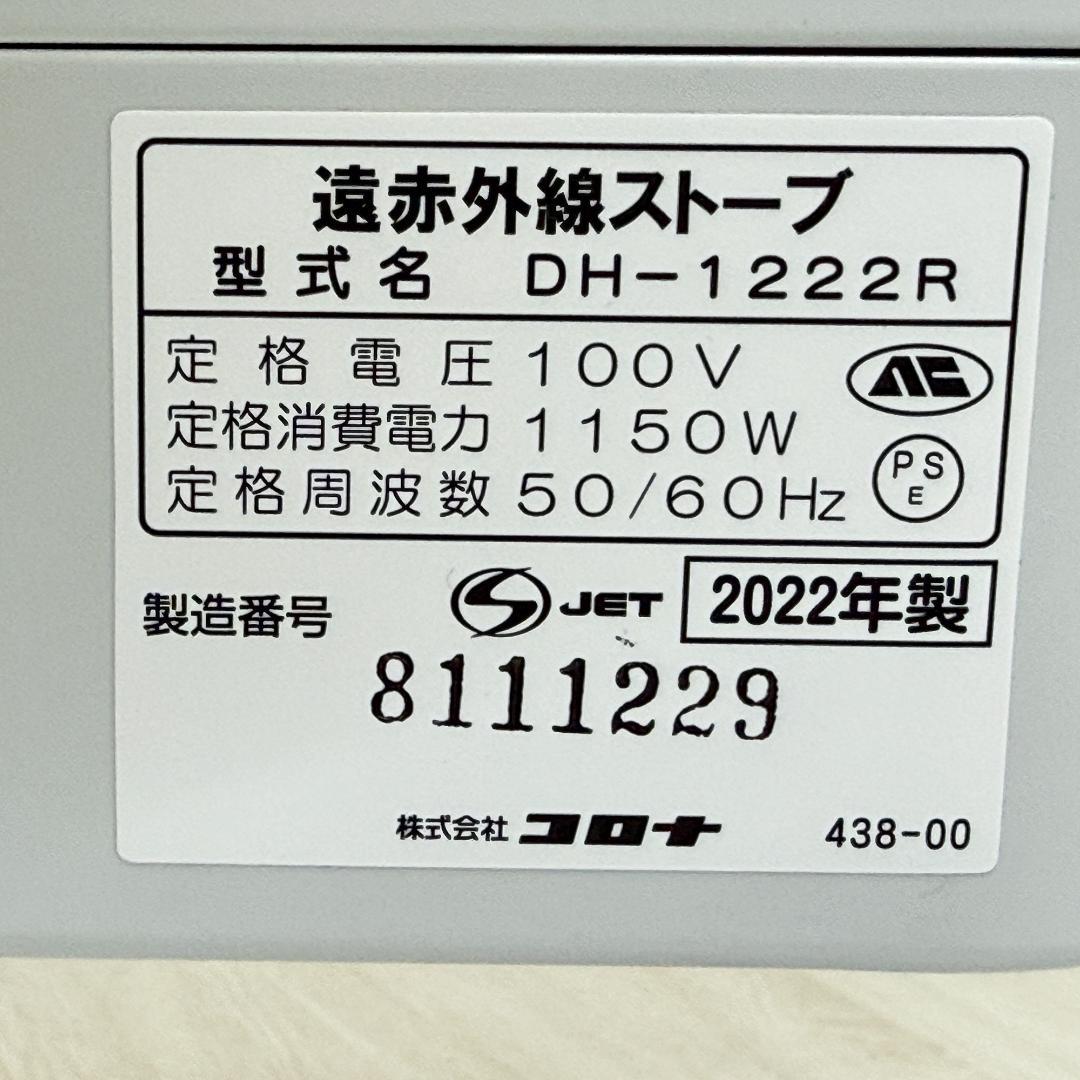 遠赤外線ストーブ
型式名 DH-1222R
定格電圧 100V
定格消費電力 1150W
定格周波数 50/60Hz
PS
E
製造番号
S JET
2022年製
8111229
株式会社 コロナ 438-00